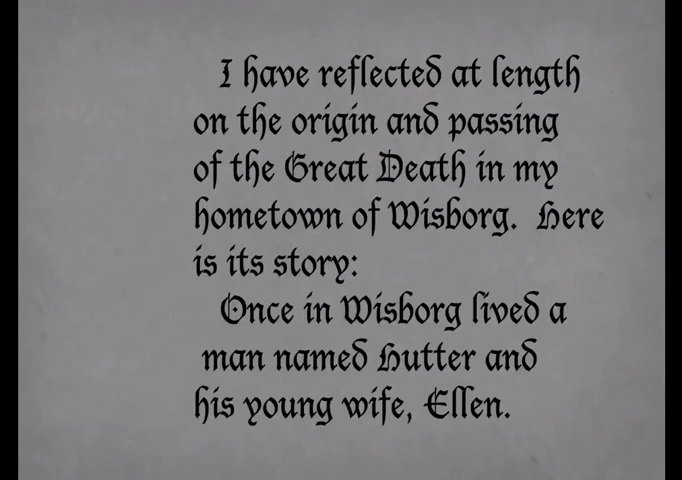 I have reflected at length
on the origin and passing
of the Great Death in my
hometown of Wisborg. Here
is its story:
Once in Wisborg lived a
man named Hutter and
his young wife, Ellen.